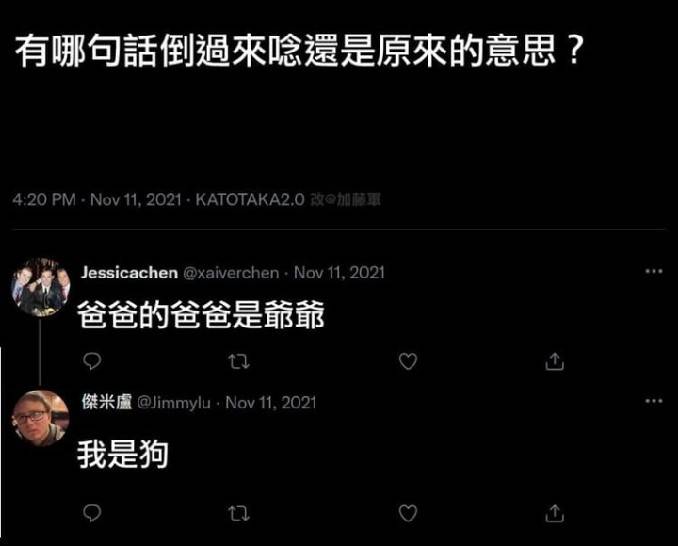 有哪句話倒過來唸還是原來的意思？
4:20 PM · Nov 11, 2021 · KATOTAKA2.0 改@加藤軍
Jessicachen @xaiverchen · Nov 11, 2021
爸爸的爸爸是爺爺
傑米盧 @Jimmylu · Nov 11, 2021
我是狗